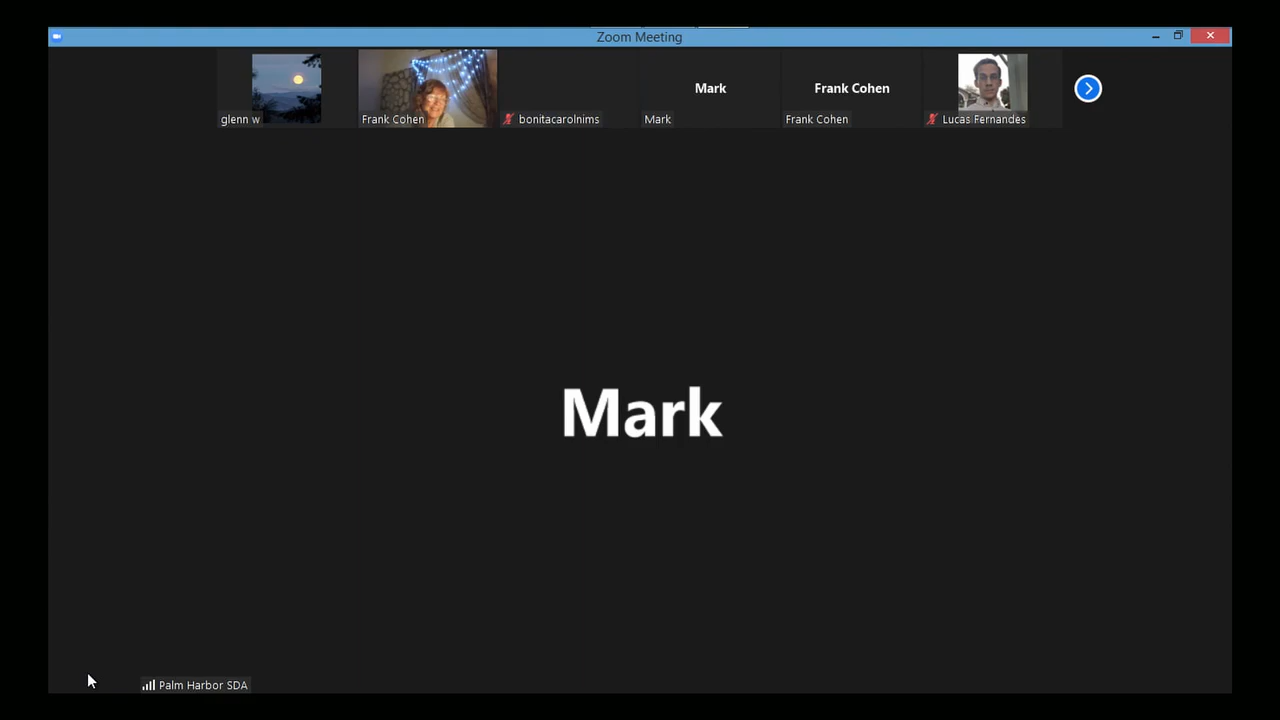 Zoom Meeting
Mark
Frank Cohen
glenn w
Frank Cohen
bonitacarolnims
Mark
Frank Cohen
Lucas Fernandes
Mark
Palm Harbor SDA